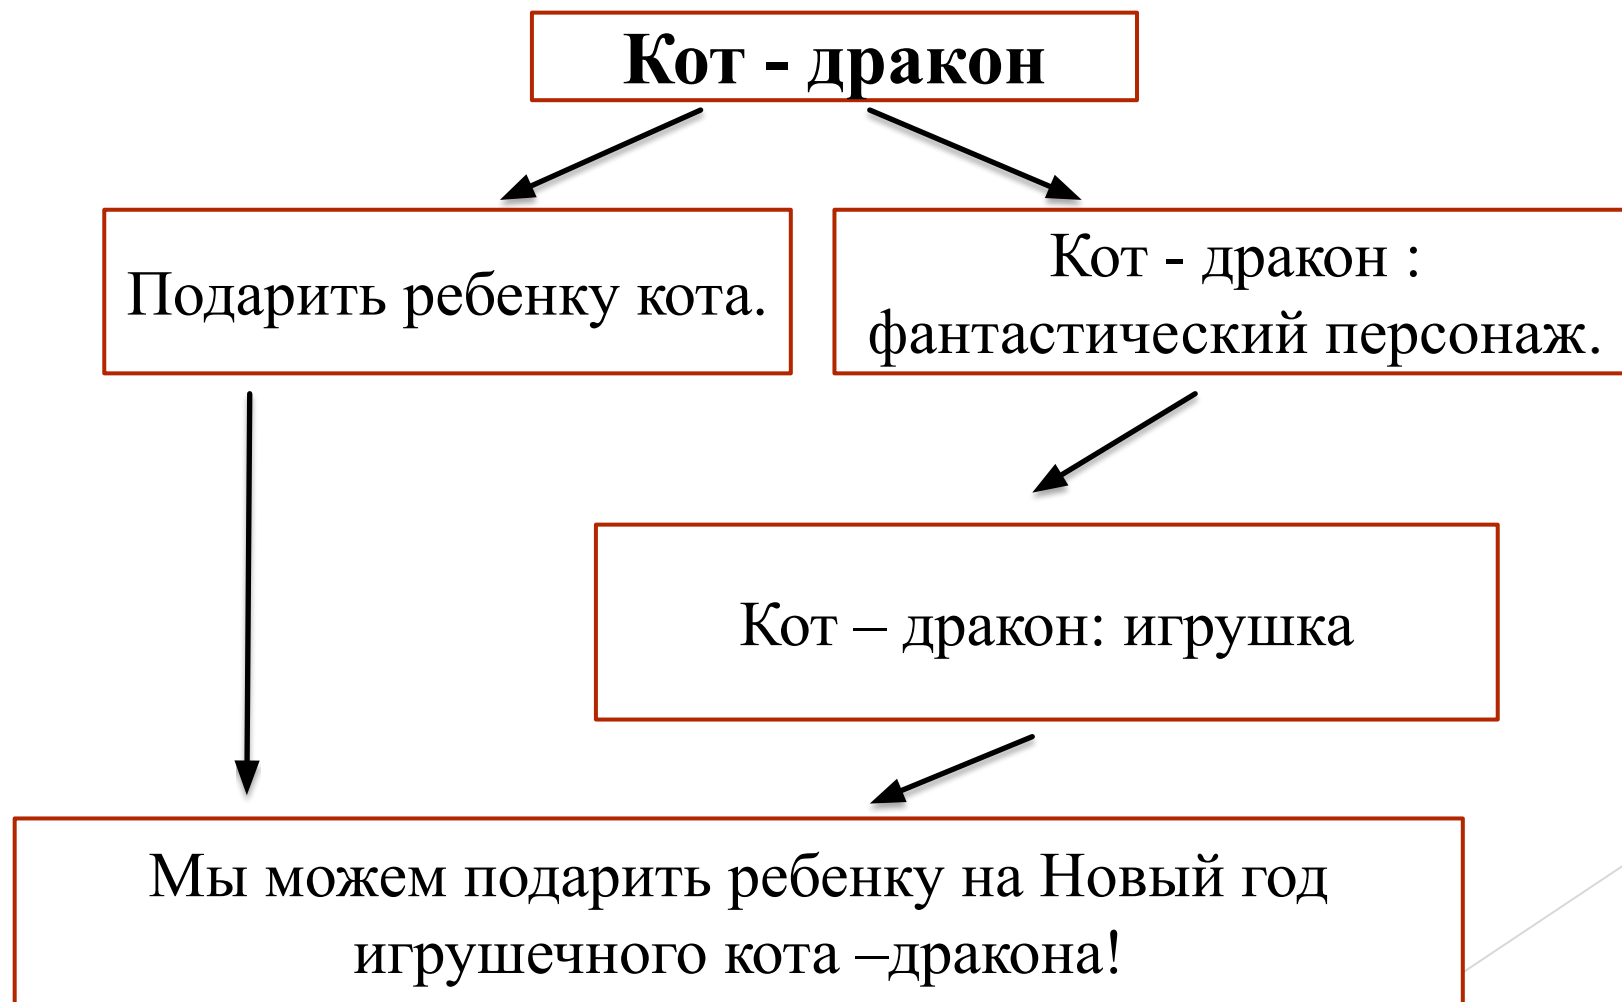 Кот - дракон
Подарить ребенку кота.
Кот - дракон :
фантастический персонаж.
Кот – дракон: игрушка
Мы можем подарить ребенку на Новый год
игрушечного кота –дракона!